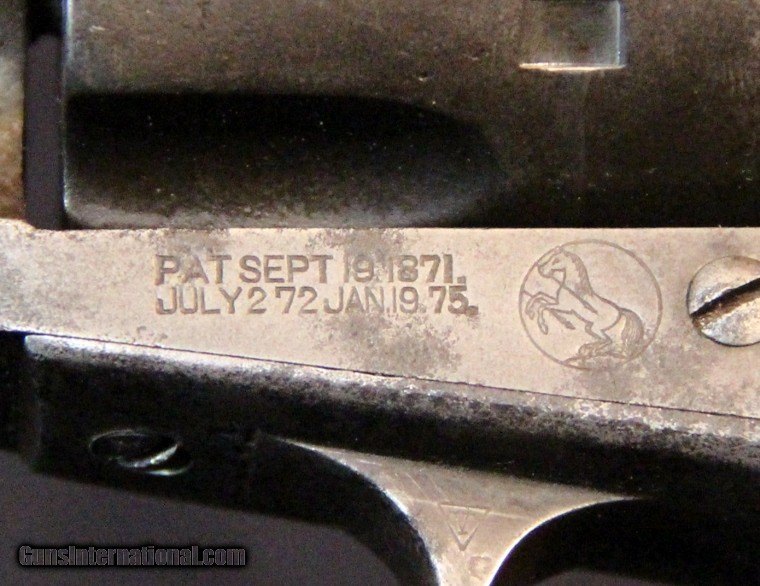 PAT SEPT 19.1871.
JULY 2 '72 JAN.19.'75.
GunsInternational.com